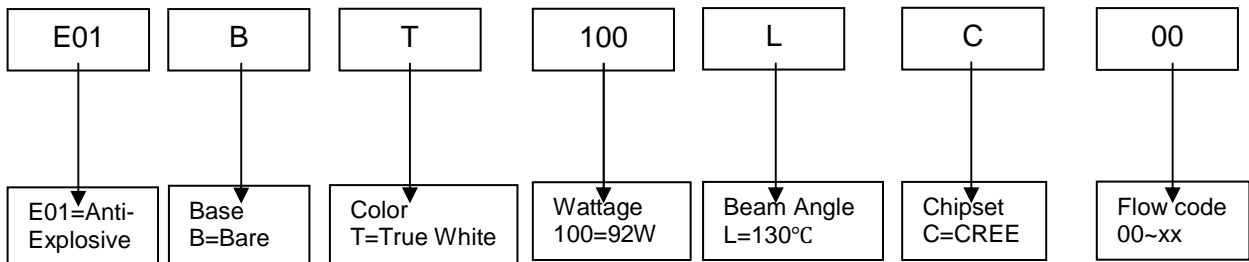 E01 B T 100 L C 00
E01=Anti-
Explosive
Base
B=Bare
Color
T=True White
Wattage
100=92W
Beam Angle
L=130℃
Chipset
C=CREE
Flow code
00~xx